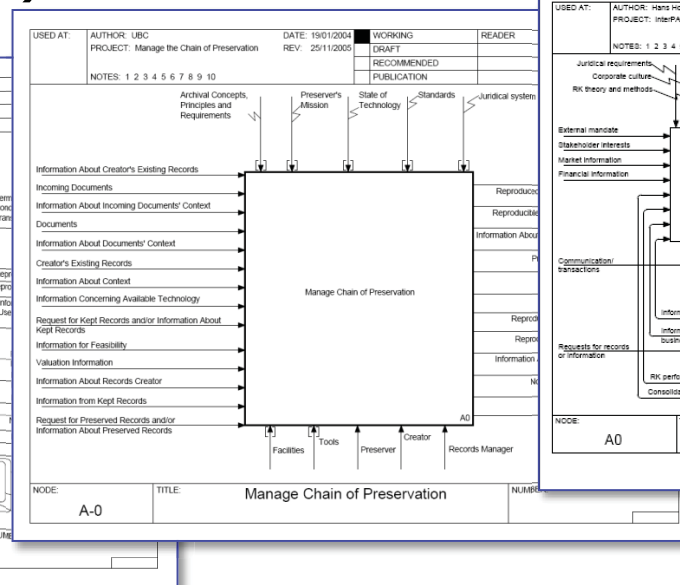 USED AT:
AUTHOR: UBC
DATE: 19/01/2004
WORKING
READER
PROJECT: Manage the Chain of Preservation
REV: 25/11/2005
DRAFT
RECOMMENDED
NOTES: 1 2 3 4 5 6 7 8 9 10
PUBLICATION
Archival Concepts,
Principles and
Requirements
Preserver's
Mission
State of
Technology
Standards
Juridical system
Information About Creator's Existing Records
Incoming Documents
Information About Incoming Documents' Context
Documents
Information About Documents' Context
Creator's Existing Records
Information About Context
Information Concerning Available Technology
Request for Kept Records and/or Information About
Kept Records
Information for Feasibility
Valuation Information
Information About Records Creator
Information from Kept Records
Request for Preserved Records and/or
Information About Preserved Records
Manage Chain of Preservation
A0
Reproducible
Information
Facilities
Tools
Preserver
Creator
Records Manager
NODE:
A-0
TITLE:
Manage Chain of Preservation
USED AT:
AUTHOR: Hans
PROJECT:
NOTES: 1 2 3 4
Juridical requirements
Corporate culture
RK theory and methods
External mandate
Stakeholder interests
Market information
Financial information
Communication/
transactions
Requests for records
or information
NODE:
A0